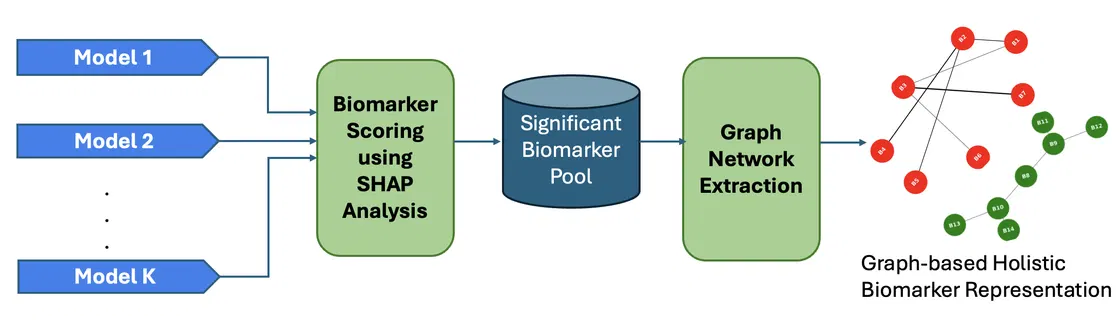 Model 1
Model 2
.
.
.
Model K
Biomarker
Scoring
using
SHAP
Analysis
Significant
Biomarker
Pool
Graph
Network
Extraction
B2
B1
B3
B7
B4
B6
B5
B11
B12
B9
B8
B10
B13
B14
Graph-based Holistic
Biomarker Representation